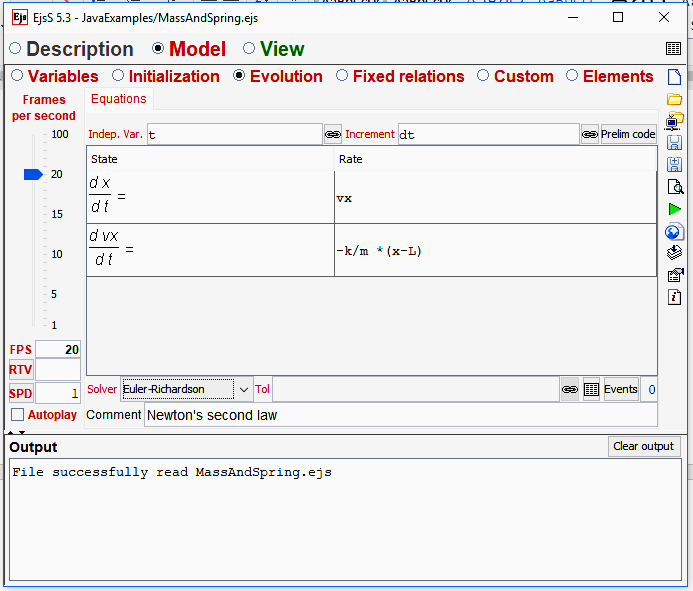 EjsS 5.3 - JavaExamples/MassAndSpring.ejs
Description Model View
Variables Initialization Evolution Fixed relations Custom Elements
Frames
per second
100
20
15
10
5
1
FPS 20
RTV
SPD 1
Autoplay
Equations
Indep. Var. t Increment dt Prelim code
State Rate
d x
d t
= vx
d vx
d t
= -k/m *(x-L)
Solver Euler-Richardson Tol Events 0
Comment Newton's second law
Output Clear output
File successfully read MassAndSpring.ejs